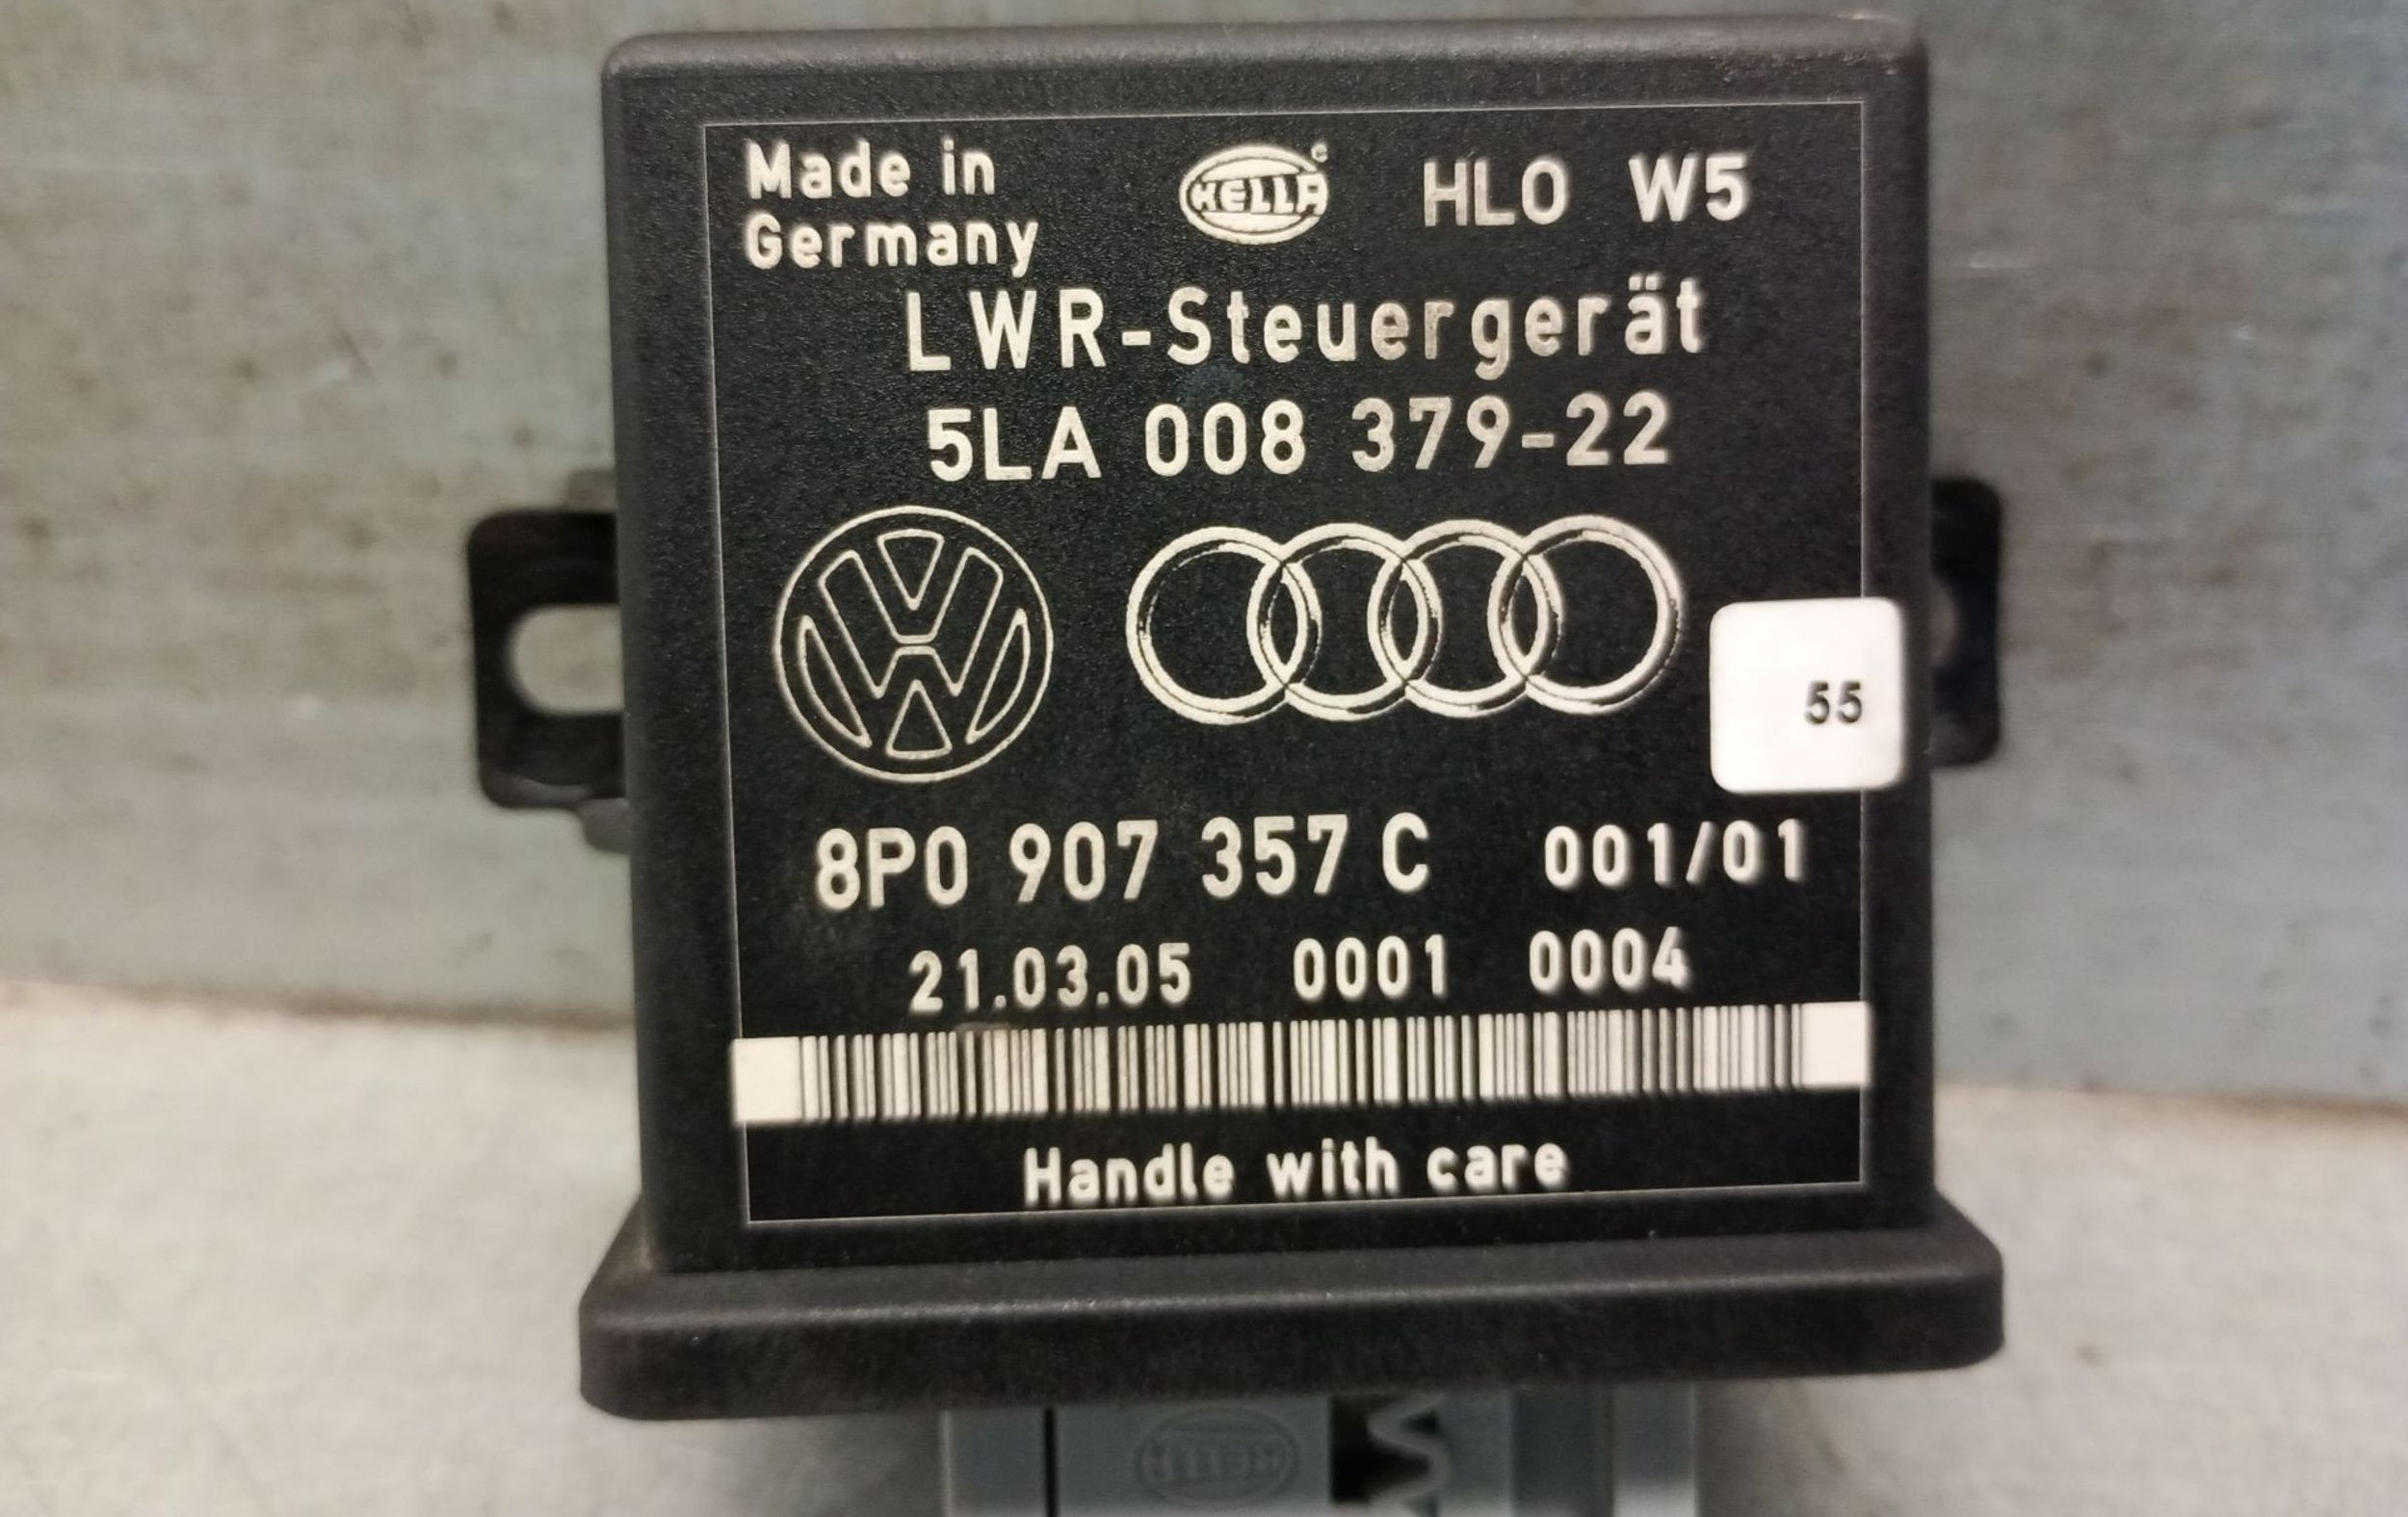 Made in
Germany
HELLA
HLO W5
LWR-Steuergerät
5LA 008 379-22
55
8P0 907 357 C 001/01
21.03.05 0001 0004
Handle with care
HELLA